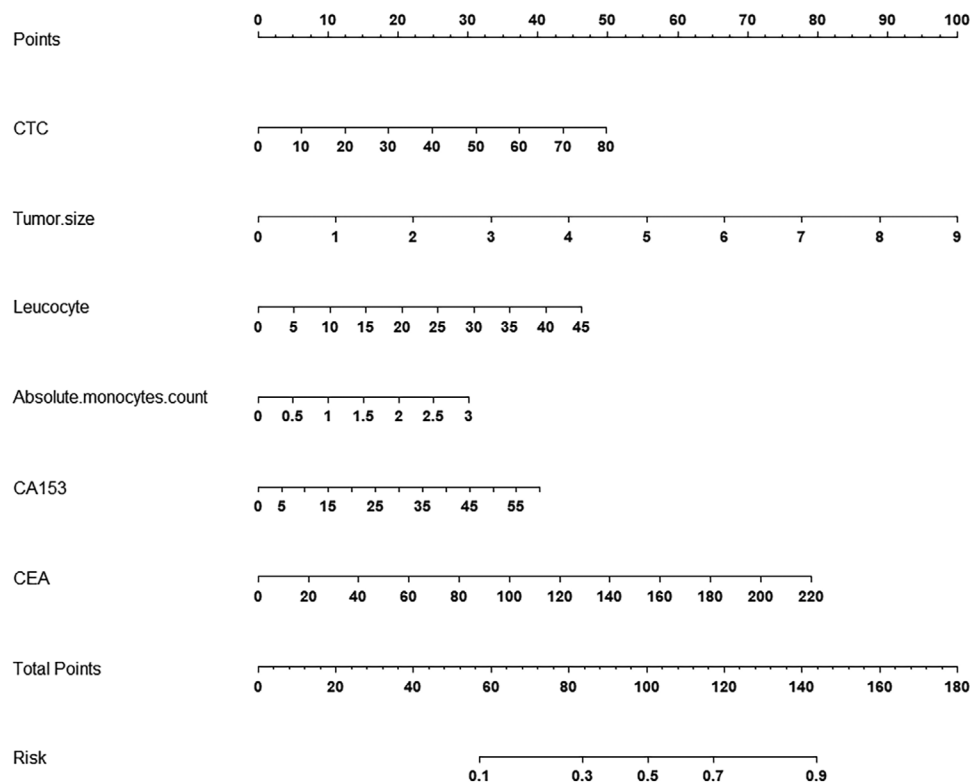 0 10 20 30 40 50 60 70 80 90 100
Points
CTC
0 10 20 30 40 50 60 70 80
Tumor.size
0 1 2 3 4 5 6 7 8 9
Leucocyte
0 5 10 15 20 25 30 35 40 45
Absolute.monocytes.count
0 0.5 1 1.5 2 2.5 3
CA153
0 5 15 25 35 45 55
CEA
0 20 40 60 80 100 120 140 160 180 200 220
Total Points
0 20 40 60 80 100 120 140 160 180
Risk
0.1 0.3 0.5 0.7 0.9